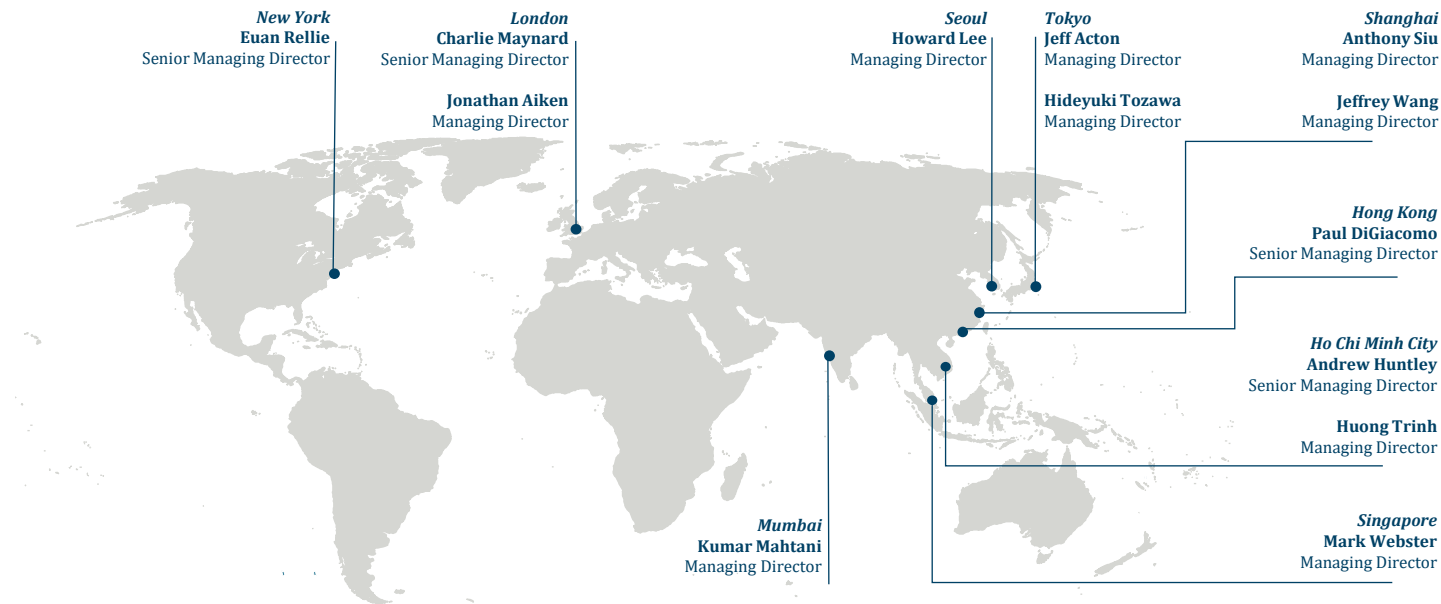 New York
Euan Rellie
Senior Managing Director
London
Charlie Maynard
Senior Managing Director
Jonathan Aiken
Managing Director
Seoul
Howard Lee
Managing Director
Tokyo
Jeff Acton
Managing Director
Hideyuki Tozawa
Managing Director
Shanghai
Anthony Siu
Managing Director
Jeffrey Wang
Managing Director
Hong Kong
Paul DiGiacomo
Senior Managing Director
Ho Chi Minh City
Andrew Huntley
Senior Managing Director
Huong Trinh
Managing Director
Mumbai
Kumar Mahtani
Managing Director
Singapore
Mark Webster
Managing Director